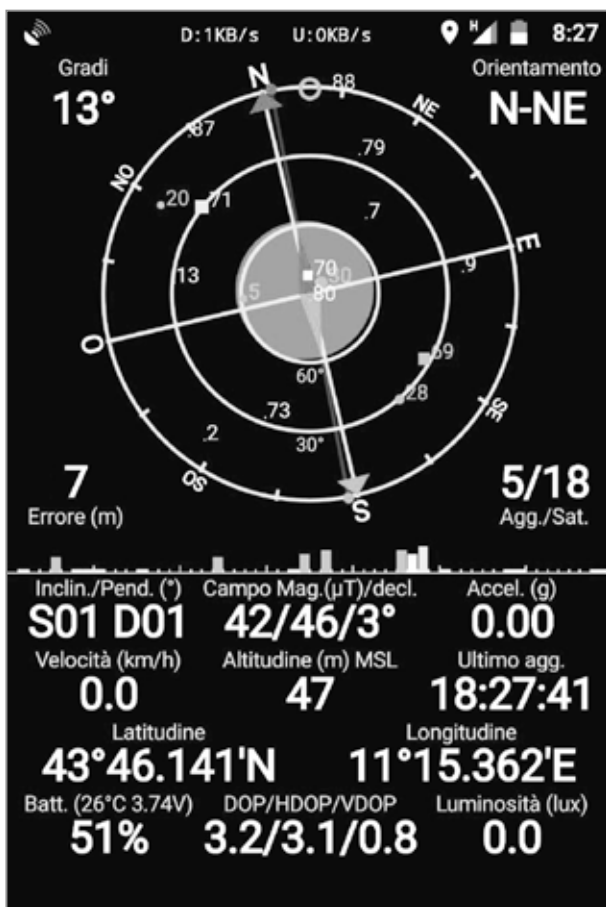 D:1KB/s U:0KB/s H 8:27
Gradi Orientamento
13° N-NE
N
88
NE
.37
.79
NO
20
71
.7
E
13
70
30
.9
.5
80
O
69
60°
28
SE
.73
.2
30°
SO
S
7 5/18
Errore (m) Agg./Sat.
Inclin./Pend. (°) Campo Mag.(µT)/decl. Accel. (g)
S01 D01 42/46/3° 0.00
Velocità (km/h) Altitudine (m) MSL Ultimo agg.
0.0 47 18:27:41
Latitudine Longitudine
43°46.141'N 11°15.362'E
Batt. (26°C 3.74V) DOP/HDOP/VDOP Luminosità (lux)
51% 3.2/3.1/0.8 0.0